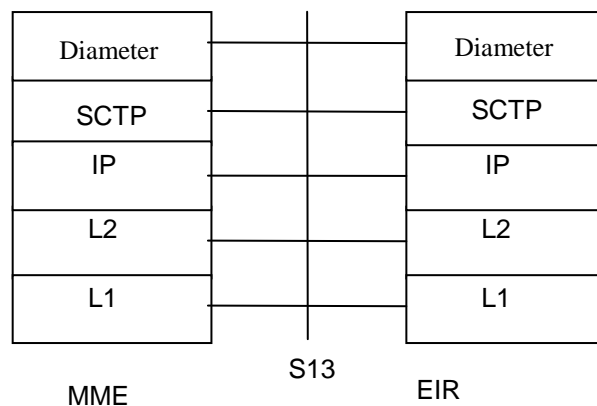 Diameter
Diameter
SCTP
SCTP
IP
IP
L2
L2
L1
L1
S13
MME
EIR